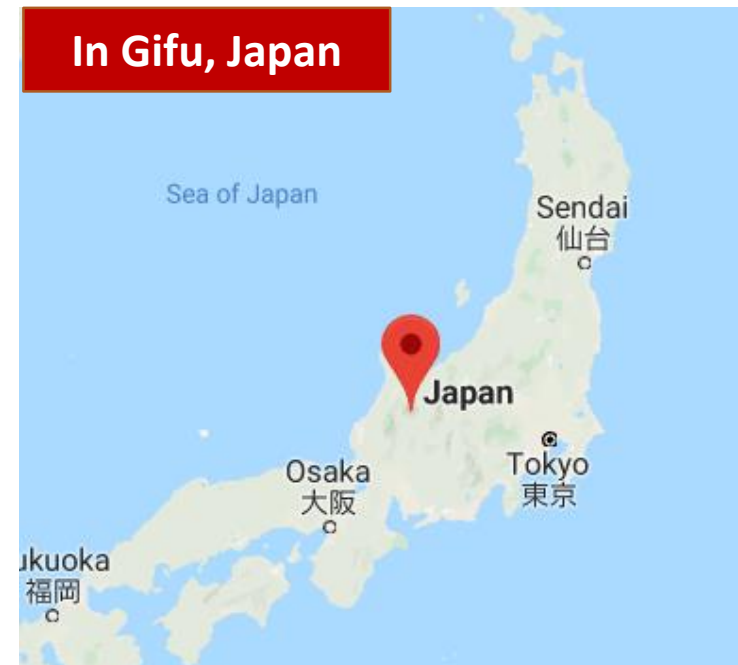 In Gifu, Japan
Sea of Japan
Sendai
仙台
Japan
Tokyo
東京
Osaka
大阪
ukuoka
福岡